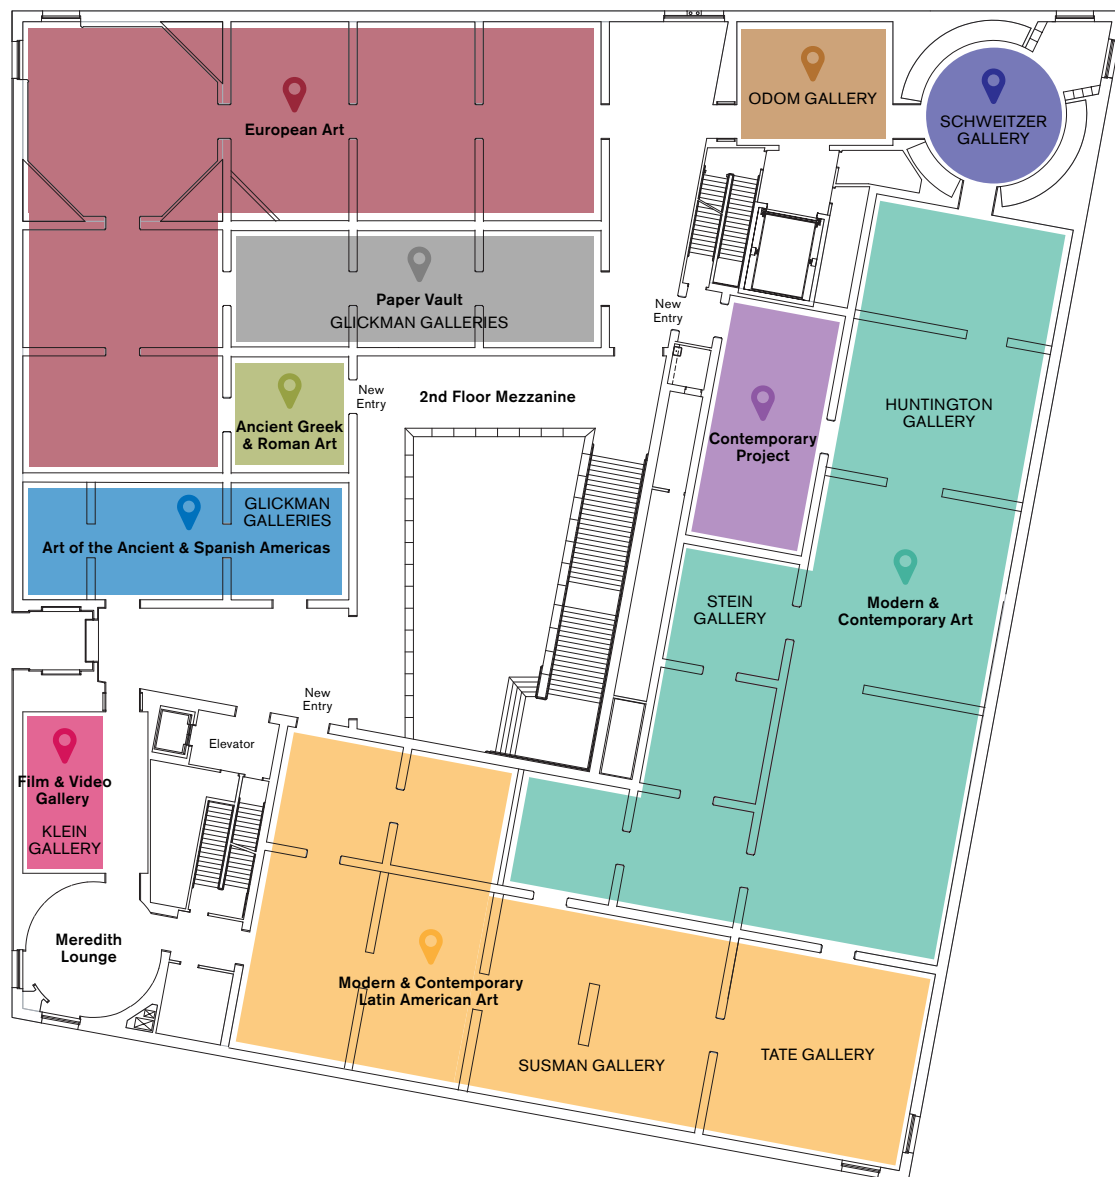 European Art
ODOM GALLERY
SCHWEITZER
GALLERY
Paper Vault
GLICKMAN GALLERIES
New
Entry
Ancient Greek
& Roman Art
New
Entry
2nd Floor Mezzanine
Contemporary
Project
HUNTINGTON
GALLERY
GLICKMAN
GALLERIES
Art of the Ancient & Spanish Americas
STEIN
GALLERY
Modern &
Contemporary Art
New
Entry
Elevator
Film & Video
Gallery
KLEIN
GALLERY
Meredith
Lounge
Modern & Contemporary
Latin American Art
SUSMAN GALLERY
TATE GALLERY